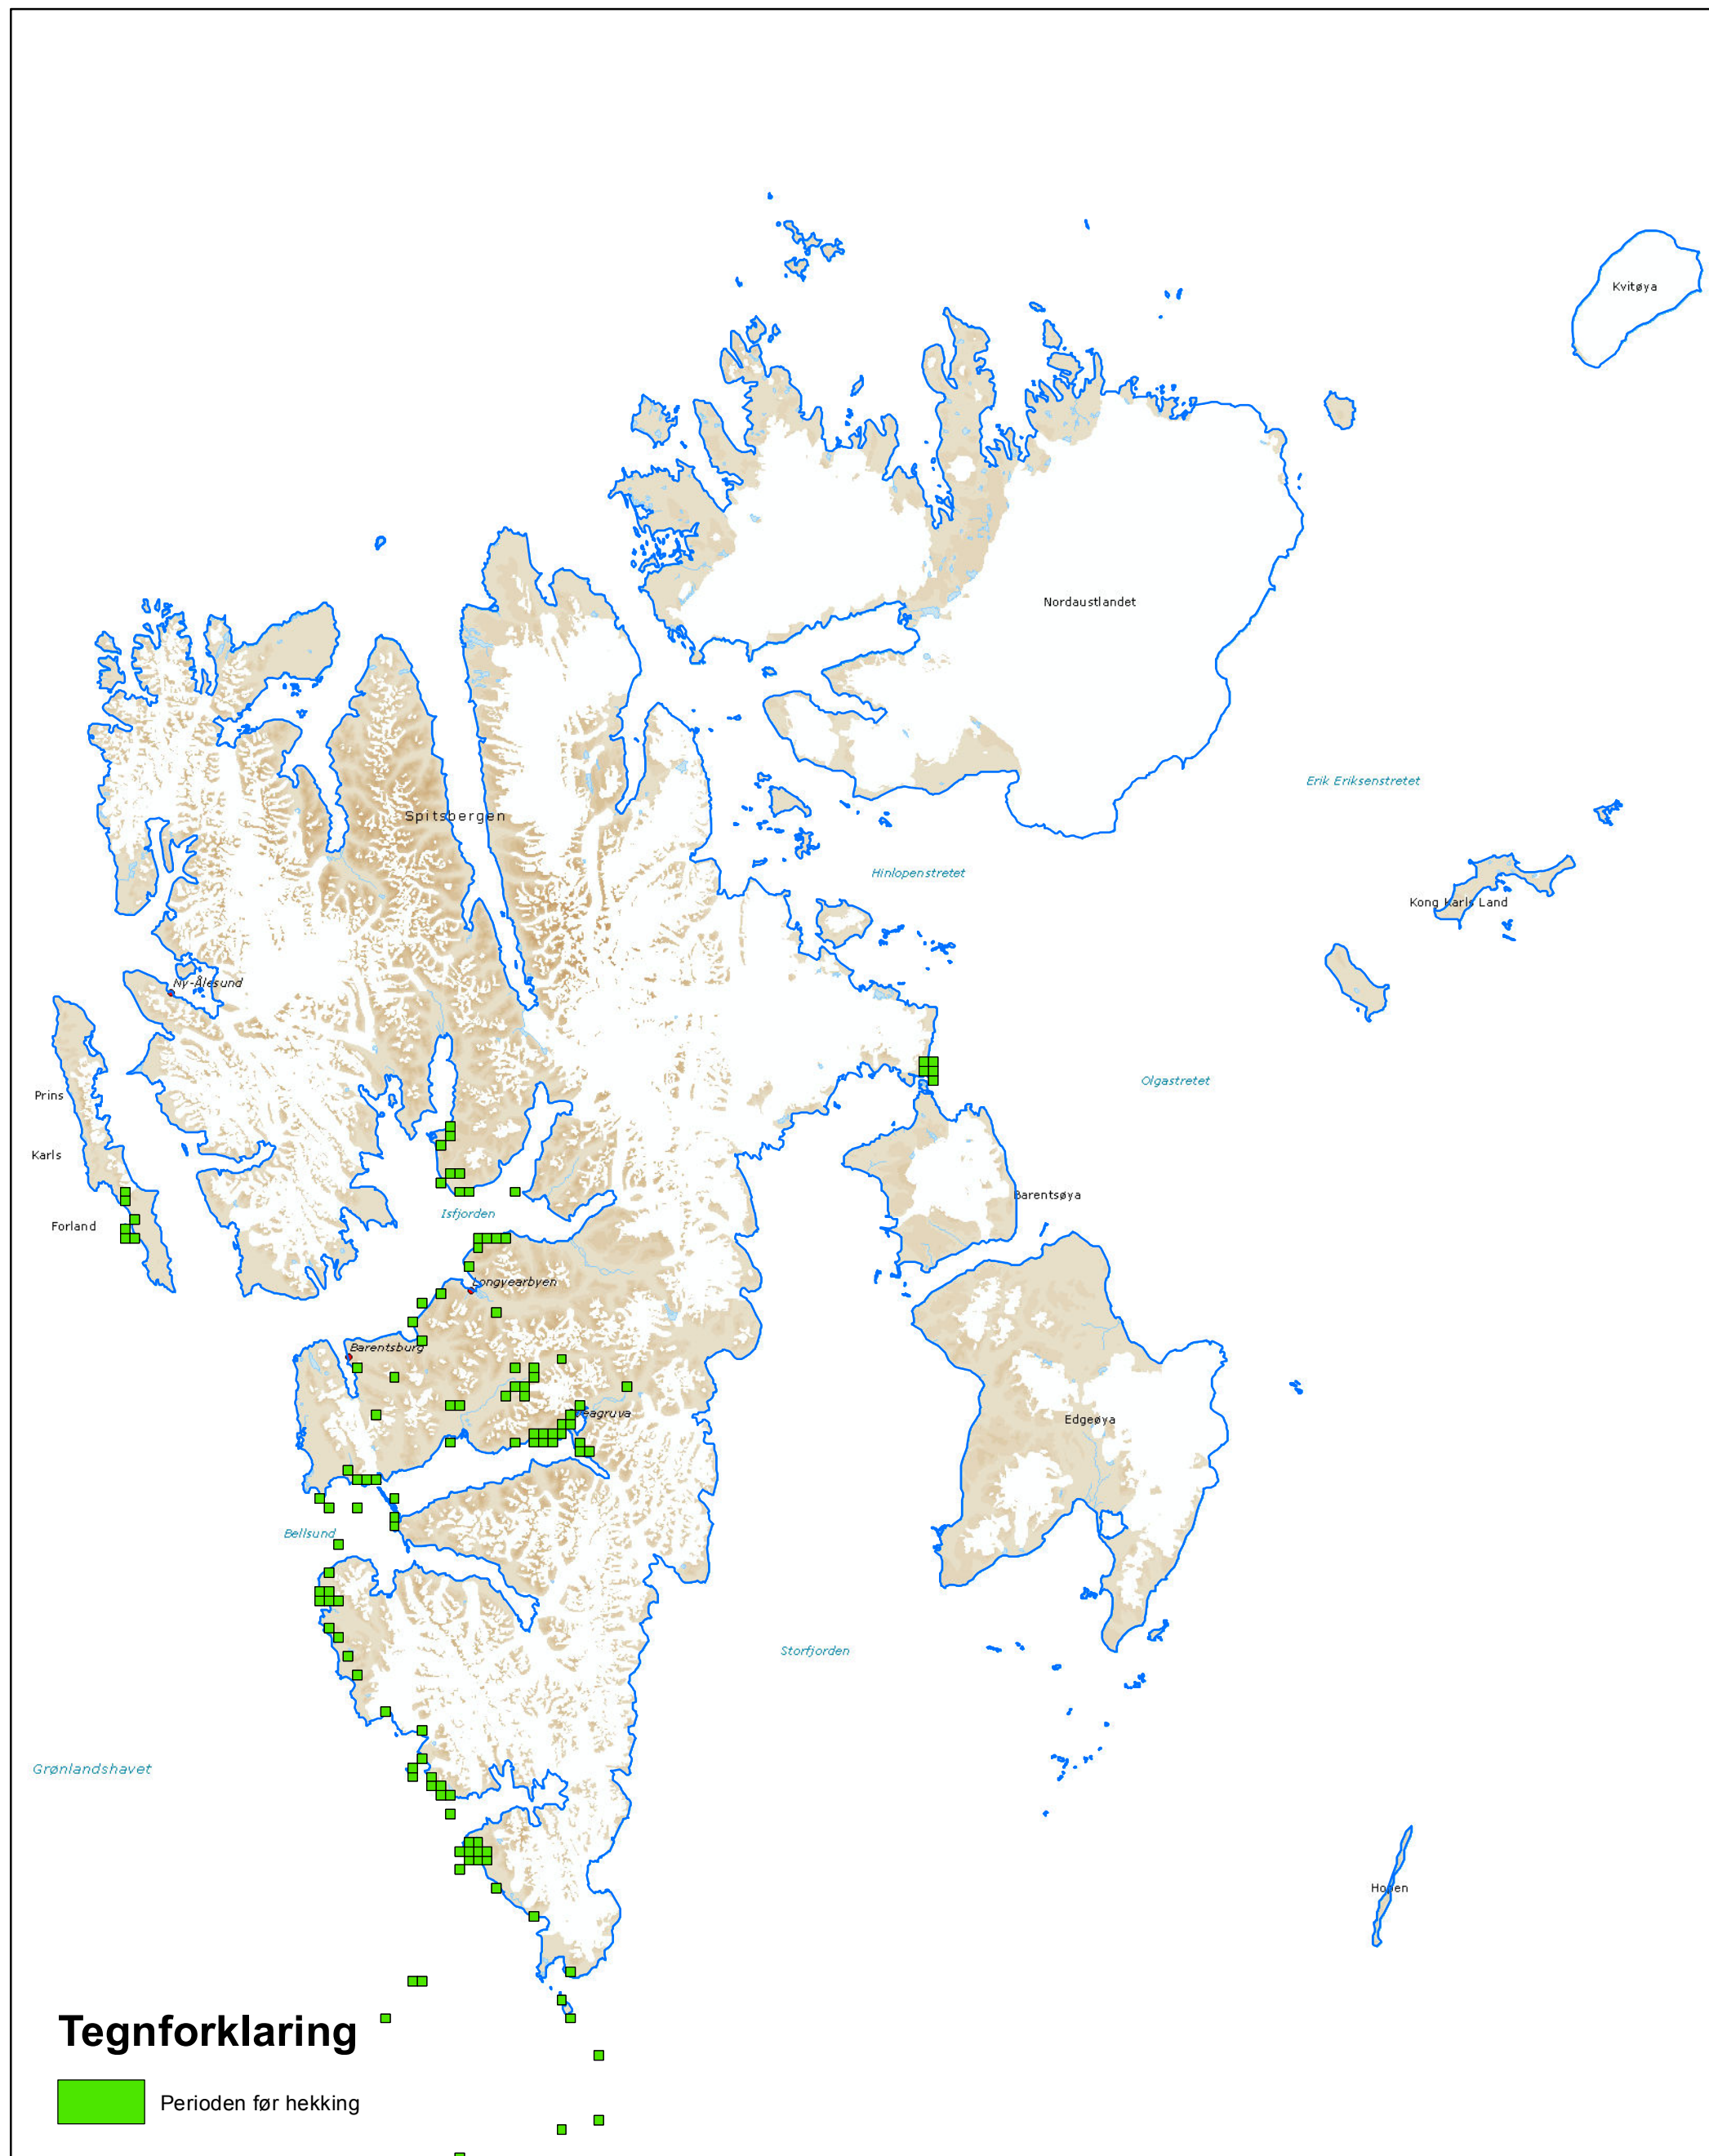 Kvitøya
Nordaustlandet
Erik Eriksenstretet
Spitsbergen
Hinlopenstretet
Kong Karls Land
Ny-Ålesund
Olgastretet
Prins
Karls
Forland
Barentsøya
Isfjorden
Longyearbyen
Barentsburg
Edgeøya
Bellsund
Storfjorden
Grønlandshavet
Hopen
Tegnforklaring
Perioden før hekking